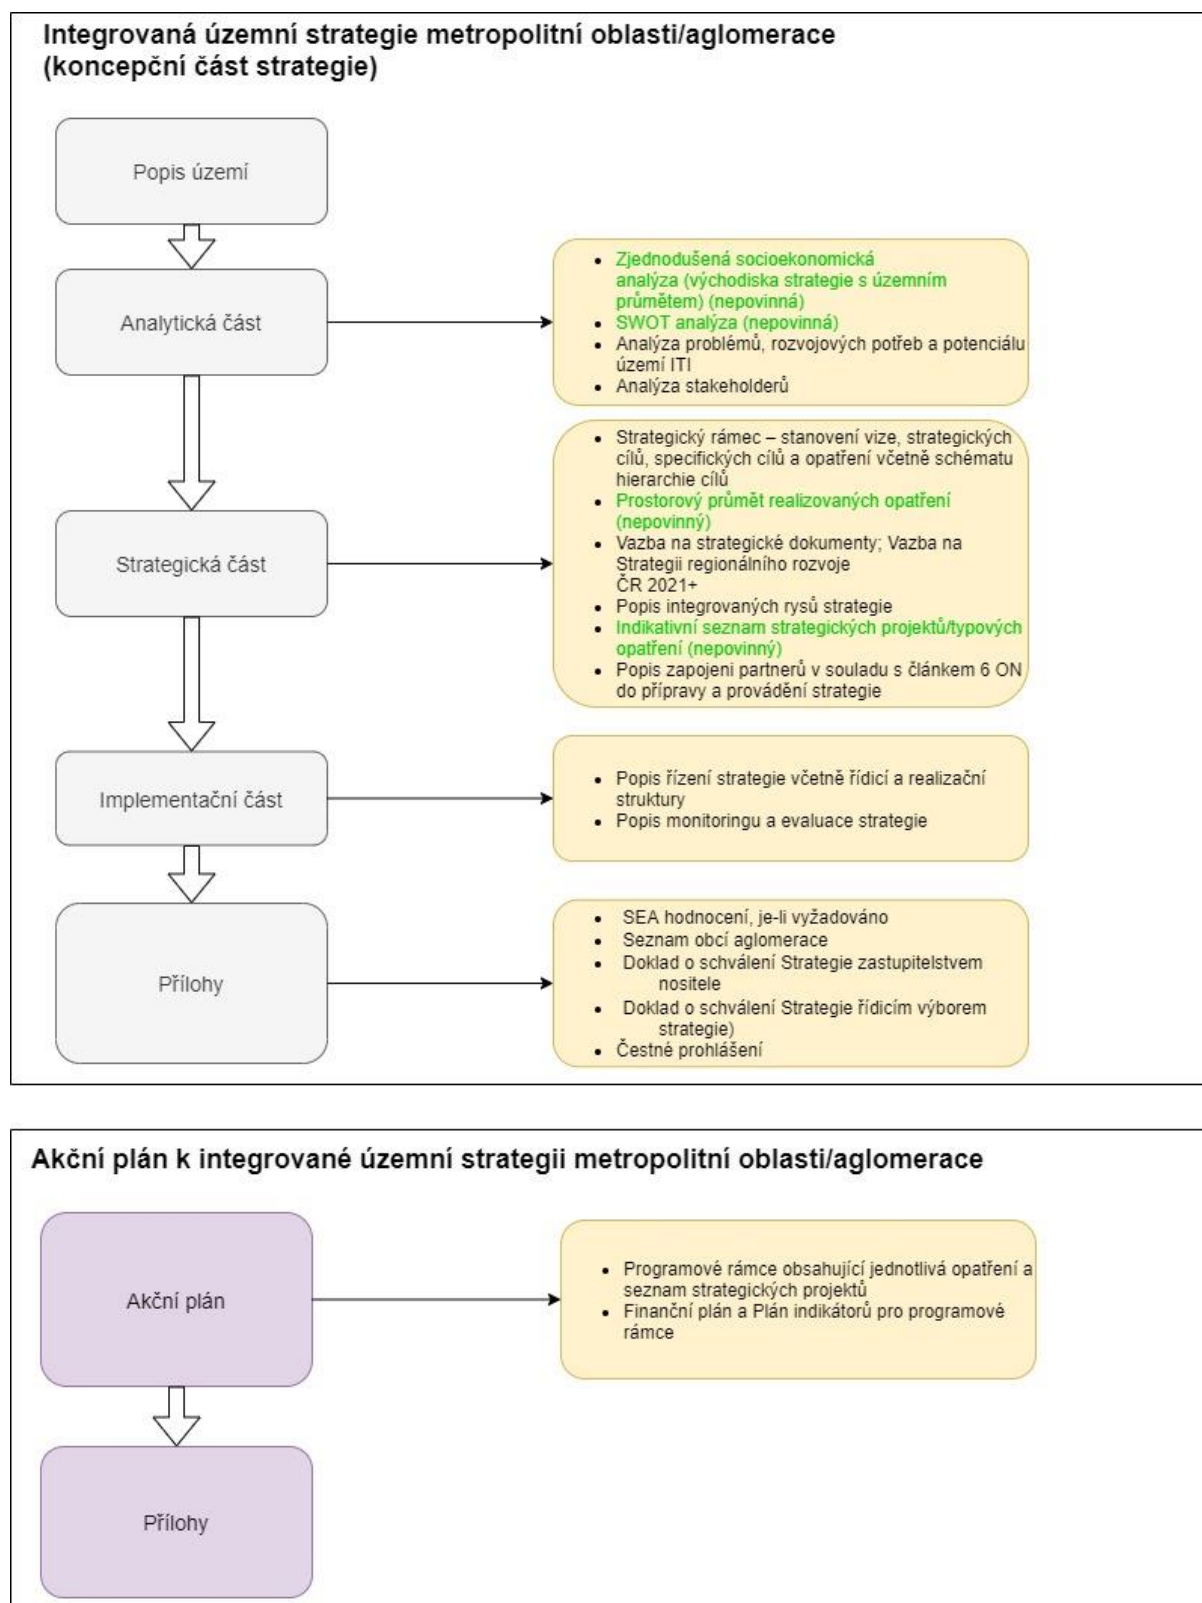 Integrovaná územní strategie metropolitní oblasti/aglomerace
(koncepční část strategie)
Popis území
Analytická část
• Zjednodušená socioekonomická
analýza (východiska strategie s územním
průmětem) (nepovinná)
• SWOT analýza (nepovinná)
• Analýza problémů, rozvojových potřeb a potenciálu
území ITI
• Analýza stakeholderů
Strategická část
• Strategický rámec – stanovení vize, strategických
cílů, specifických cílů a opatření včetně schématu
hierarchie cílů
• Prostorový průmět realizovaných opatření
(nepovinný)
• Vazba na strategické dokumenty; Vazba na
Strategii regionálního rozvoje
ČR 2021+
• Popis integrovaných rysů strategie
• Indikativní seznam strategických projektů/typových
opatření (nepovinný)
• Popis zapojeni partnerů v souladu s článkem 6 ON
do přípravy a provádění strategie
Implementační část
• Popis řízení strategie včetně řídicí a realizační
struktury
• Popis monitoringu a evaluace strategie
Přílohy
• SEA hodnocení, je-li vyžadováno
• Seznam obcí aglomerace
• Doklad o schválení Strategie zastupitelstvem
nositele
• Doklad o schválení Strategie řídicím výborem
strategie)
• Čestné prohlášení
Akční plán k integrované územní strategii metropolitní oblasti/aglomerace
Akční plán
• Programové rámce obsahující jednotlivá opatření a
seznam strategických projektů
• Finanční plán a Plán indikátorů pro programové
rámce
Přílohy